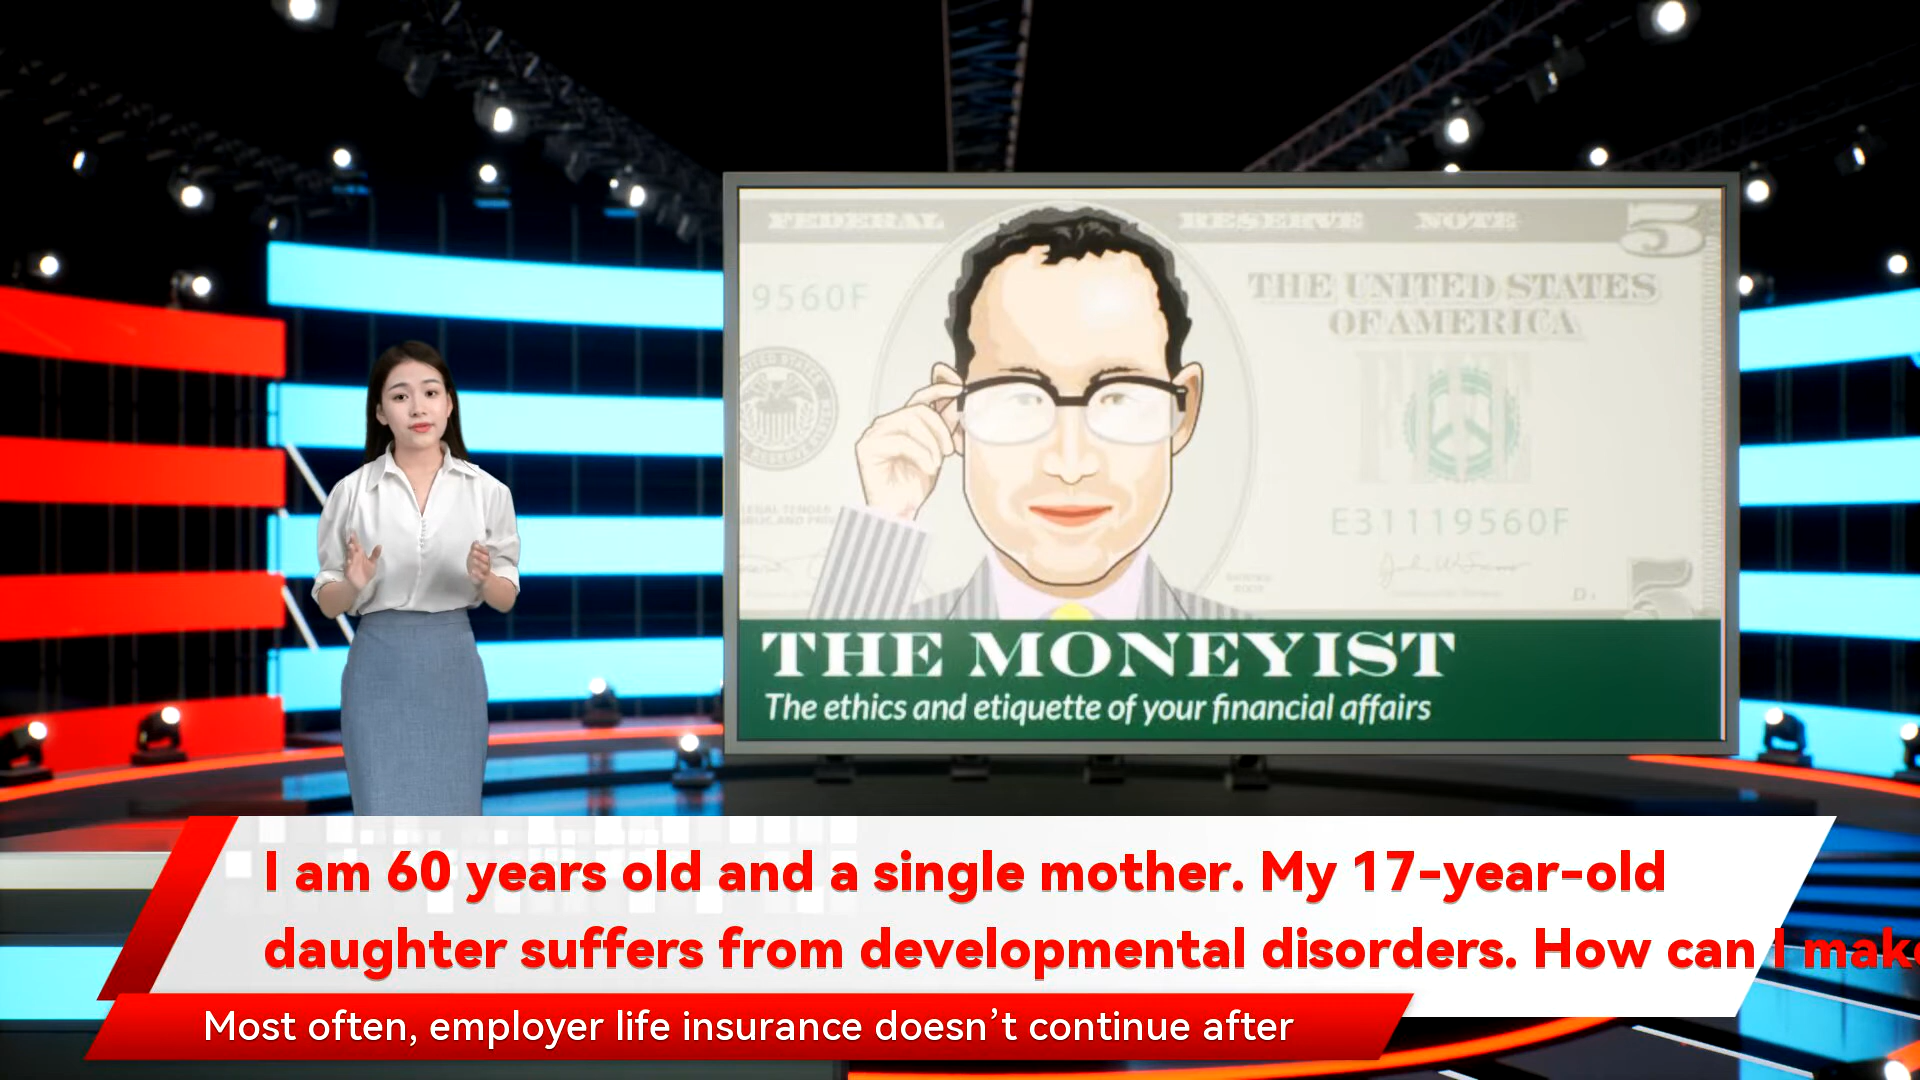 FEDERAL RESERVE NOTE 5
9560F
THE UNITED STATES
OF AMERICA
E31119560F
5
THE MONEYIST
The ethics and etiquette of your financial affairs
I am 60 years old and a single mother. My 17-year-old
daughter suffers from developmental disorders. How can I make
Most often, employer life insurance doesn’t continue after